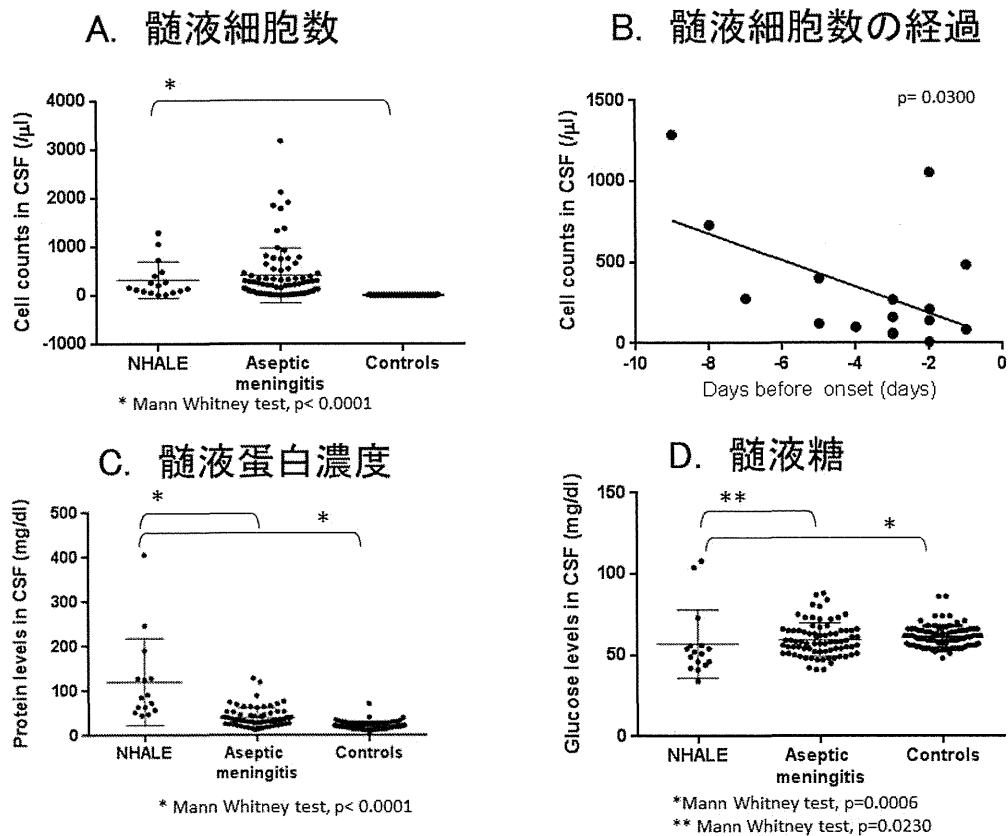 A. 髄液細胞数
*
Cell counts in CSF (/μl)
4000
3000
2000
1000
0
-1000
NHALE
Aseptic
meningitis
Controls
* Mann Whitney test, p< 0.0001
B. 髄液細胞数の経過
p= 0.0300
Cell counts in CSF (/μl)
1500
1000
500
0
-10
-8
-6
-4
-2
0
Days before onset (days)
C. 髄液蛋白濃度
*
*
Protein levels in CSF (mg/dl)
500
400
300
200
100
0
NHALE
Aseptic
meningitis
Controls
* Mann Whitney test, p< 0.0001
D. 髄液糖
**
*
Glucose levels in CSF (mg/dl)
150
100
50
0
NHALE
Aseptic
meningitis
Controls
*Mann Whitney test, p=0.0006
** Mann Whitney test, p=0.0230